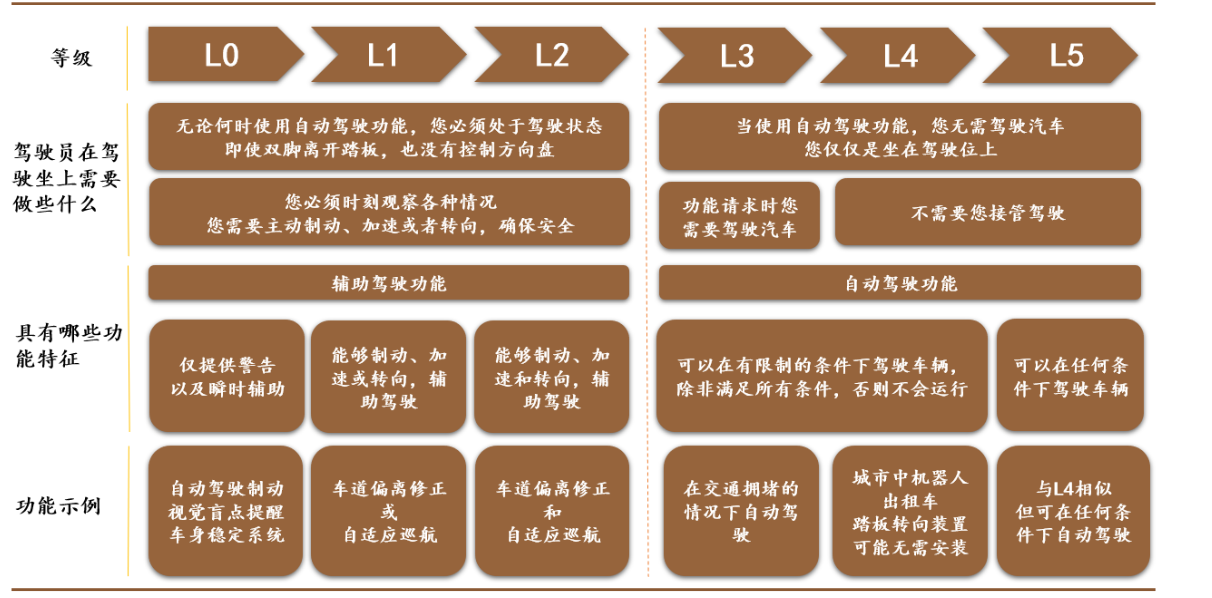 等级
L0
L1
L2
L3
L4
L5
驾驶员在驾
驶坐上需要
做些什么
无论何时使用自动驾驶功能，您必须处于驾驶状态
即使双脚离开踏板，也没有控制方向盘
当使用自动驾驶功能，您无需驾驶汽车
您仅仅是坐在驾驶位上
您必须时刻观察各种情况
您需要主动制动、加速或者转向，确保安全
功能请求时您
需要驾驶汽车
不需要您接管驾驶
具有哪些功
能特征
辅助驾驶功能
自动驾驶功能
仅提供警告
以及瞬时辅助
能够制动、加
速或转向，辅
助驾驶
能够制动、加
速和转向，辅
助驾驶
可以在有限制的条件下驾驶车辆，
除非满足所有条件，否则不会运行
可以在任何条
件下驾驶车辆
功能示例
自动驾驶制动
视觉盲点提醒
车身稳定系统
车道偏离修正
或
自适应巡航
车道偏离修正
和
自适应巡航
在交通拥堵的
情况下自动驾
驶
城市中机器人
出租车
踏板转向装置
可能无需安装
与L4相似
但可在任何条
件下自动驾驶